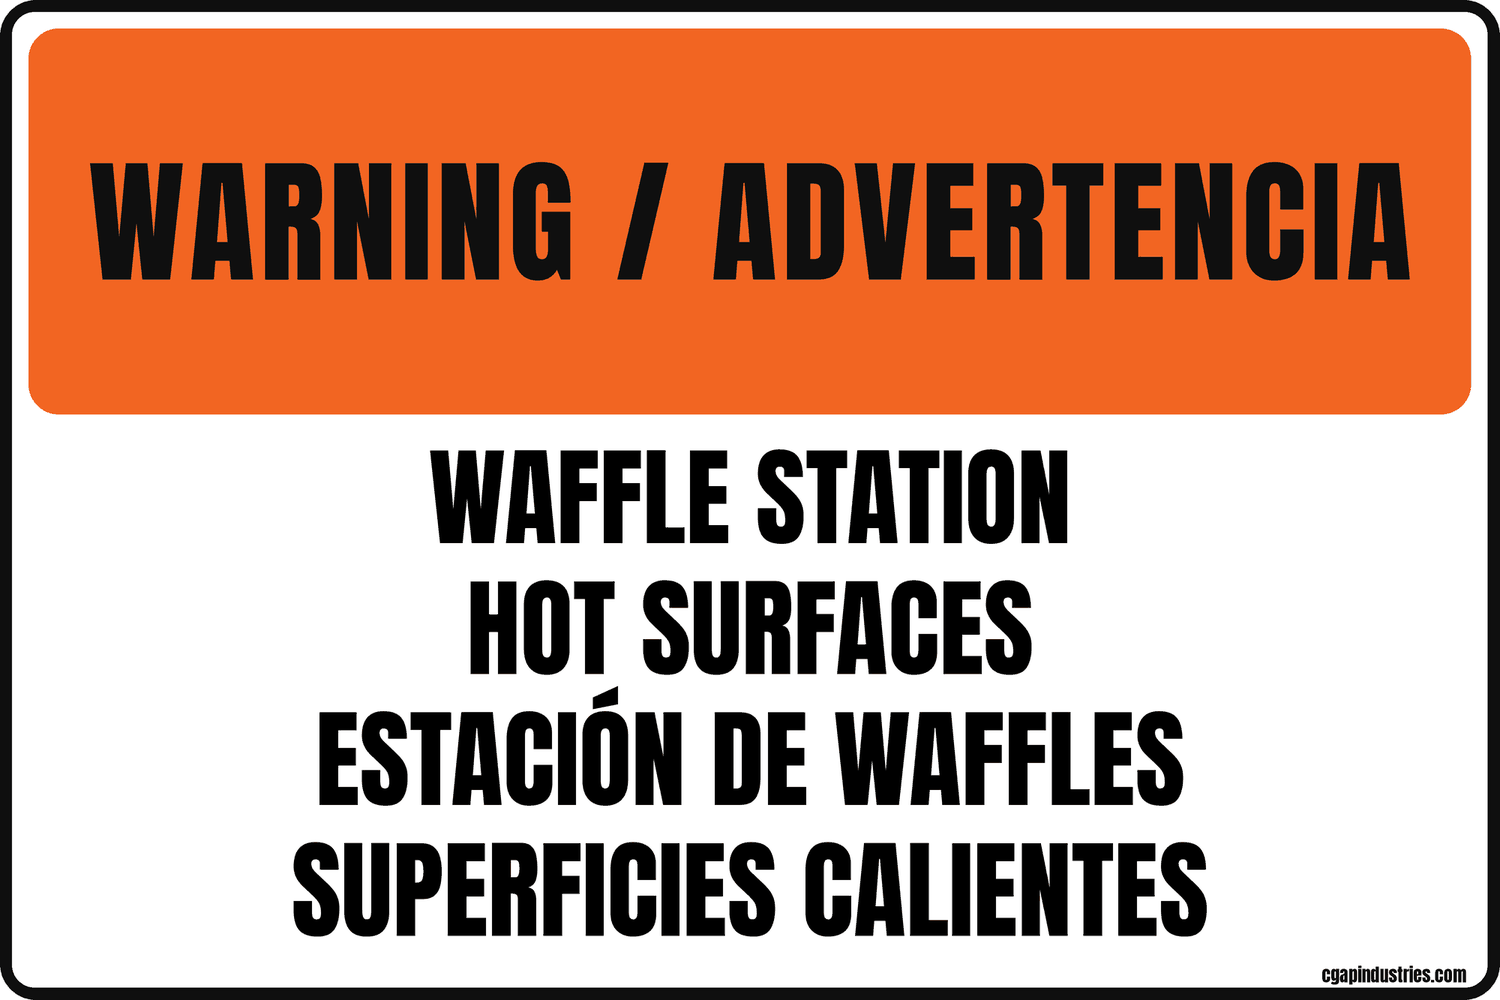 WARNING / ADVERTENCIA
WAFFLE STATION
HOT SURFACES
ESTACIÓN DE WAFFLES
SUPERFICIES CALIENTES
cgapindustries.com